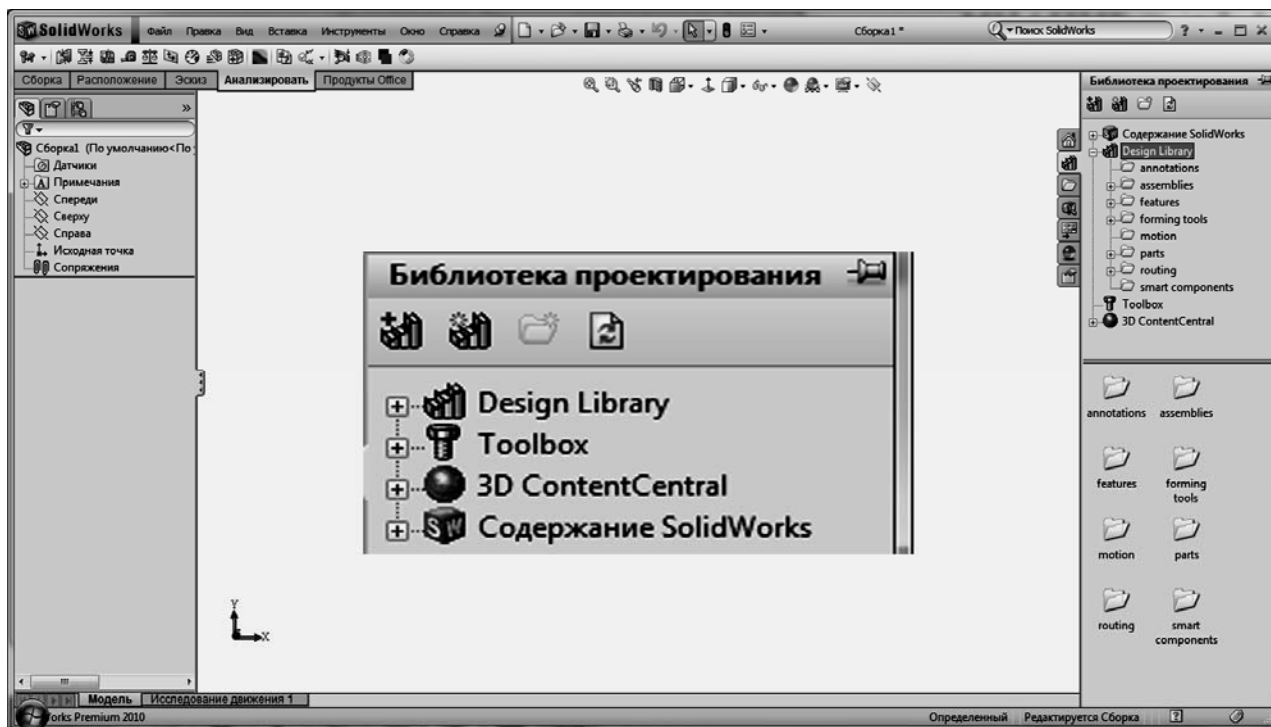 SolidWorks Файл Правка Вид Вставка Инструменты Окно Справка Сборка1 * Поиск SolidWorks ?
Сборка Расположение Эскиз Анализировать Продукты Office
Сборка1 (По умолчанию<По
Датчики
Примечания
Спереди
Сверху
Справа
Исходная точка
Сопряжения
Библиотека проектирования
Design Library
Toolbox
3D ContentCentral
Содержание SolidWorks
Y
X
Библиотека проектирования
Содержание SolidWorks
Design Library
annotations
assemblies
features
forming tools
motion
parts
routing
smart components
Toolbox
3D ContentCentral
annotations assemblies
features forming
tools
motion parts
routing smart
components
Модель Исследование движения 1
orks Premium 2010 Определенный Редактируется Сборка ?